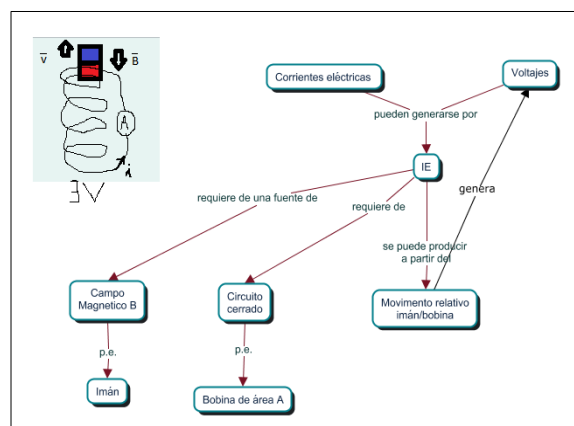 v
B
A
i
∃V
Corrientes eléctricas
Voltajes
pueden generarse por
IE
genera
requiere de una fuente de
requiere de
se puede producir
a partir del
Campo
Magnetico B
Circuito
cerrado
Movimento relativo
imán/bobina
p.e.
p.e.
Imán
Bobina de área A